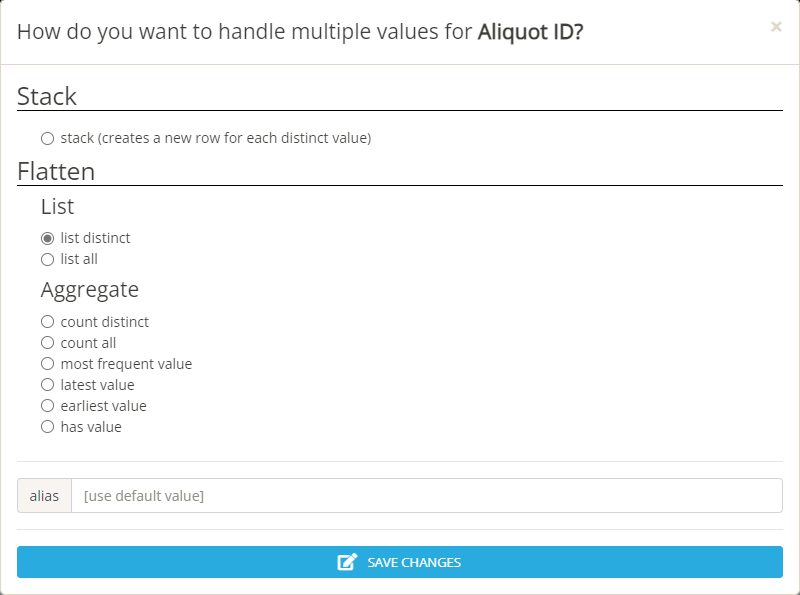 How do you want to handle multiple values for Aliquot ID?
×
Stack
stack (creates a new row for each distinct value)
Flatten
List
list distinct
list all
Aggregate
count distinct
count all
most frequent value
latest value
earliest value
has value
alias [use default value]
SAVE CHANGES